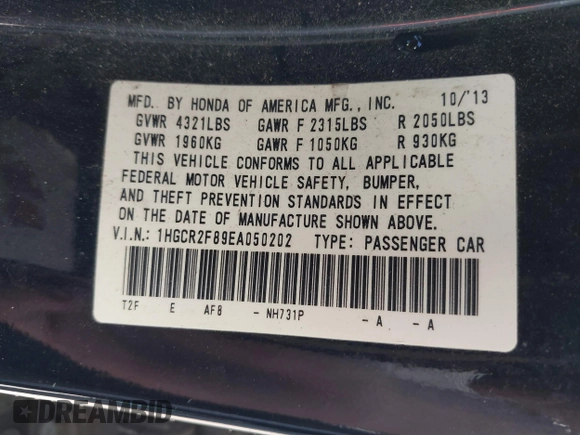 MFD. BY HONDA OF AMERICA MFG., INC. 10/'13
GVWR 4321LBS GAWR F 2315LBS R 2050LBS
GVWR 1960KG GAWR F 1050KG R 930KG
THIS VEHICLE CONFORMS TO ALL APPLICABLE
FEDERAL MOTOR VEHICLE SAFETY, BUMPER,
AND THEFT PREVENTION STANDARDS IN EFFECT
ON THE DATE OF MANUFACTURE SHOWN ABOVE.
V.I.N.: 1HGCR2F89EA050202 TYPE: PASSENGER CAR
T2F E AF8 - NH731P - A - A
DREAMBID